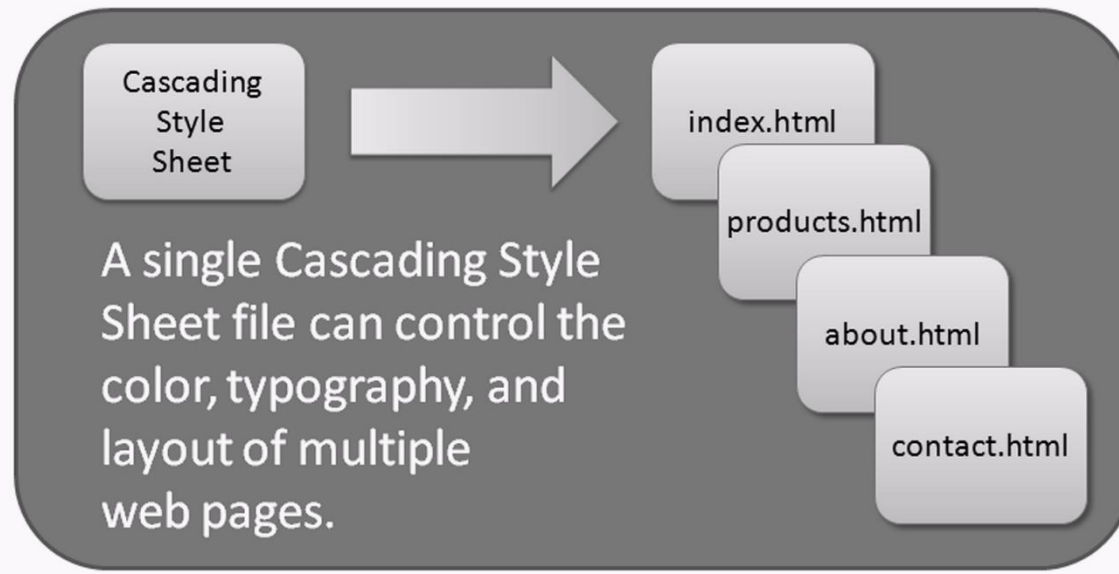 Cascading
Style
Sheet
index.html
products.html
about.html
contact.html
A single Cascading Style
Sheet file can control the
color, typography, and
layout of multiple
web pages.